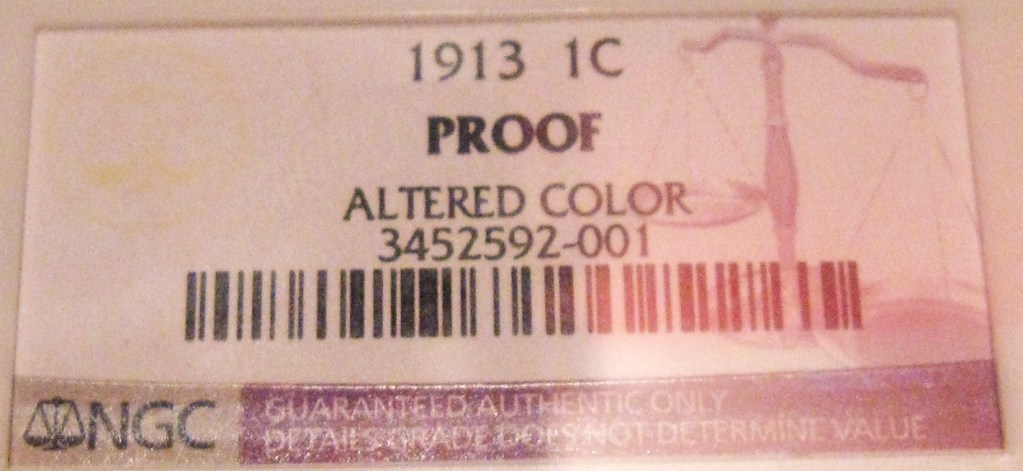 1913 1C
PROOF
ALTERED COLOR
3452592-001
NGC
GUARANTEED AUTHENTIC ONLY
DETAILS GRADE DOES NOT DETERMINE VALUE